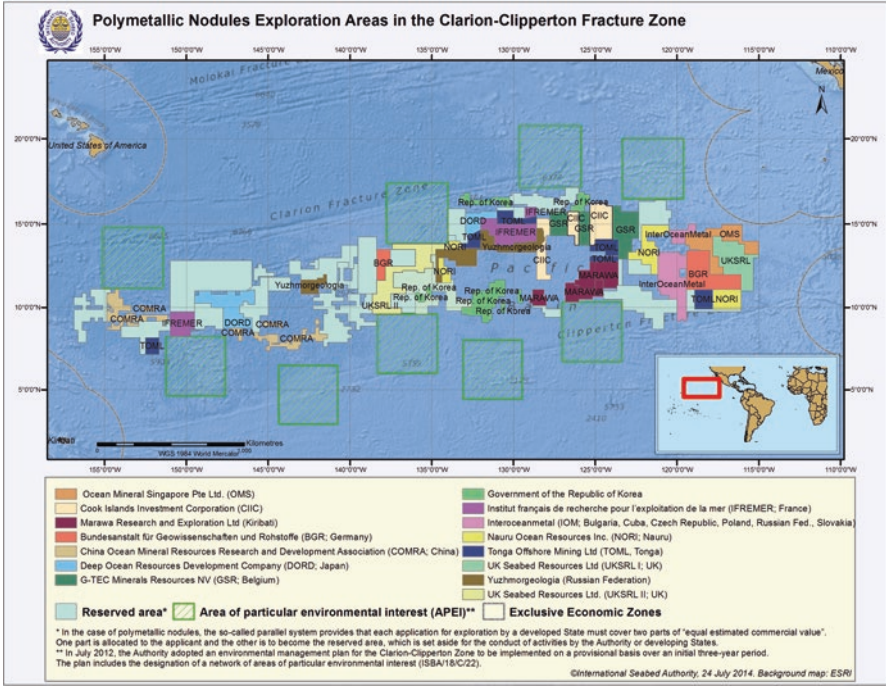 Polymetallic Nodules Exploration Areas in the Clarion-Clipperton Fracture Zone
155°0'0"W 150°0'0"W 145°0'0"W 140°0'0"W 135°0'0"W 130°0'0"W 125°0'0"W 120°0'0"W 115°0'0"W 110°0'0"W
Molokai Fracture Zone
Mexico
N
20°0'0"N
20°0'0"N
United States of America
Clarion Fracture Zone
Rep. of Korea
Rep. of Korea
15°0'0"N
DORD
TOML
IFREMER
CIIC
CIIC
15°0'0"N
TOML
IFREMER
GSR
GSR
GSR
InterOceanMetal
OMS
NORI
Yuzhmorgeologia
TOML
NORI
BGR
NORI
CIIC
TOML
UKSRL
Pacific
MARAWA
BGR
Yuzhmorgeologia
Rep. of Korea
Rep. of Korea
InterOceanMetal
10°0'0"N
COMRA
UKSRL II
Rep. of Korea
Rep. of Korea
MARAWA
MARAWA
TOML
NORI
10°0'0"N
COMRA
COMRA
IFREMER
DORD
COMRA
COMRA
COMRA
Rep. of Korea
Clipperton Fracture Zone
TOML
5°0'0"N
5°0'0"N
Kiribati
Kilometres
WGS 1984 World Mercator
155°0'0"W 150°0'0"W 145°0'0"W 140°0'0"W 135°0'0"W 130°0'0"W 125°0'0"W 120°0'0"W 115°0'0"W 110°0'0"W
Ocean Mineral Singapore Pte Ltd. (OMS)
Cook Islands Investment Corporation (CIIC)
Marawa Research and Exploration Ltd (Kiribati)
Bundesanstalt für Geowissenschaften und Rohstoffe (BGR; Germany)
China Ocean Mineral Resources Research and Development Association (COMRA; China)
Deep Ocean Resources Development Company (DORD; Japan)
G-TEC Minerals Resources NV (GSR; Belgium)
Government of the Republic of Korea
Institut français de recherche pour l'exploitation de la mer (IFREMER; France)
Interoceanmetal (IOM; Bulgaria, Cuba, Czech Republic, Poland, Russian Fed., Slovakia)
Nauru Ocean Resources Inc. (NORI; Nauru)
Tonga Offshore Mining Ltd (TOML, Tonga)
UK Seabed Resources Ltd (UKSRL I; UK)
Yuzhmorgeologia (Russian Federation)
UK Seabed Resources Ltd. (UKSRL II; UK)
Reserved area* Area of particular environmental interest (APEI)** Exclusive Economic Zones
* In the case of polymetallic nodules, the so-called parallel system provides that each application for exploration by a developed State must cover two parts of "equal estimated commercial value".
One part is allocated to the applicant and the other is to become the reserved area, which is set aside for the conduct of activities by the Authority or developing States.
** In July 2012, the Authority adopted an environmental management plan for the Clarion-Clipperton Zone to be implemented on a provisional basis over an initial three-year period.
The plan includes the designation of a network of areas of particular environmental interest (ISBA/18/C/22).
©International Seabed Authority, 24 July 2014. Background map: ESRI